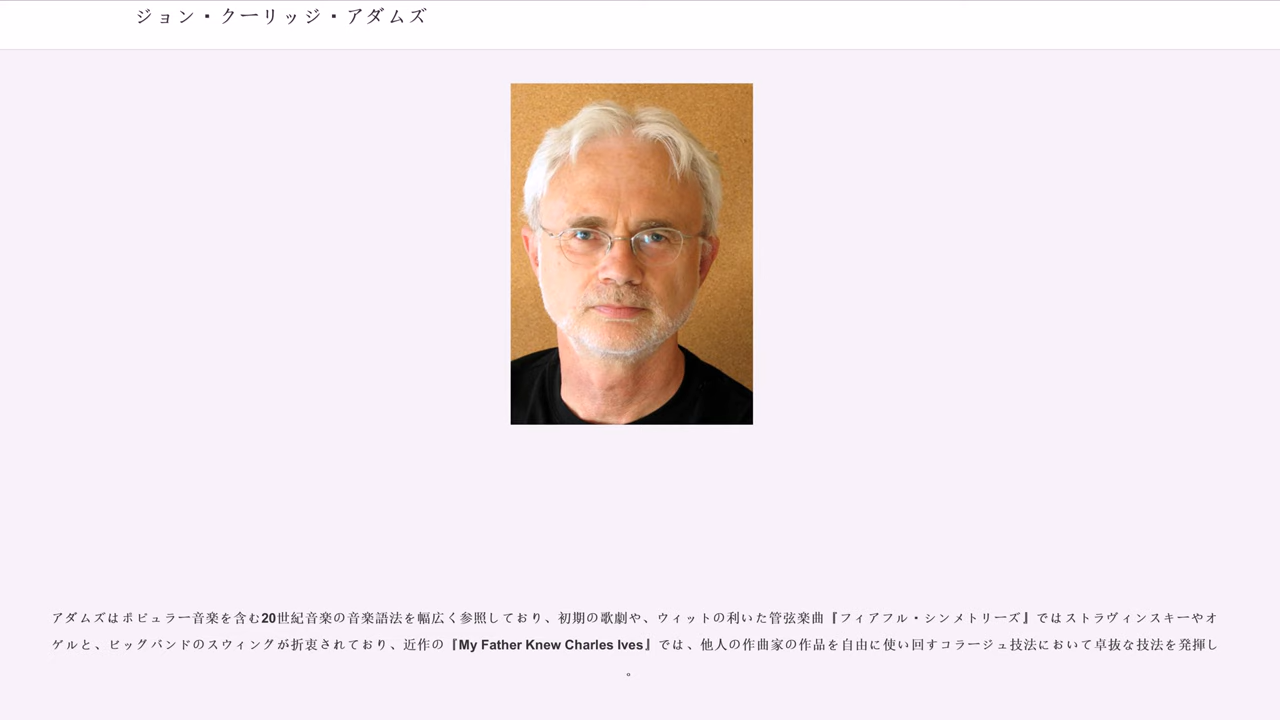 ジョン・クーリッジ・アダムズ
アダムズはポピュラー音楽を含む20世紀音楽の音楽語法を幅広く参照しており、初期の歌劇や、ウィットの利いた管弦楽曲『フィアフル・シンメトリーズ』ではストラヴィンスキーやオ
ゲルと、ビッグバンドのスウィングが折衷されており、近作の『My Father Knew Charles Ives』では、他人の作曲家の作品を自由に使い回すコラージュ技法において卓抜な技法を発揮し
。